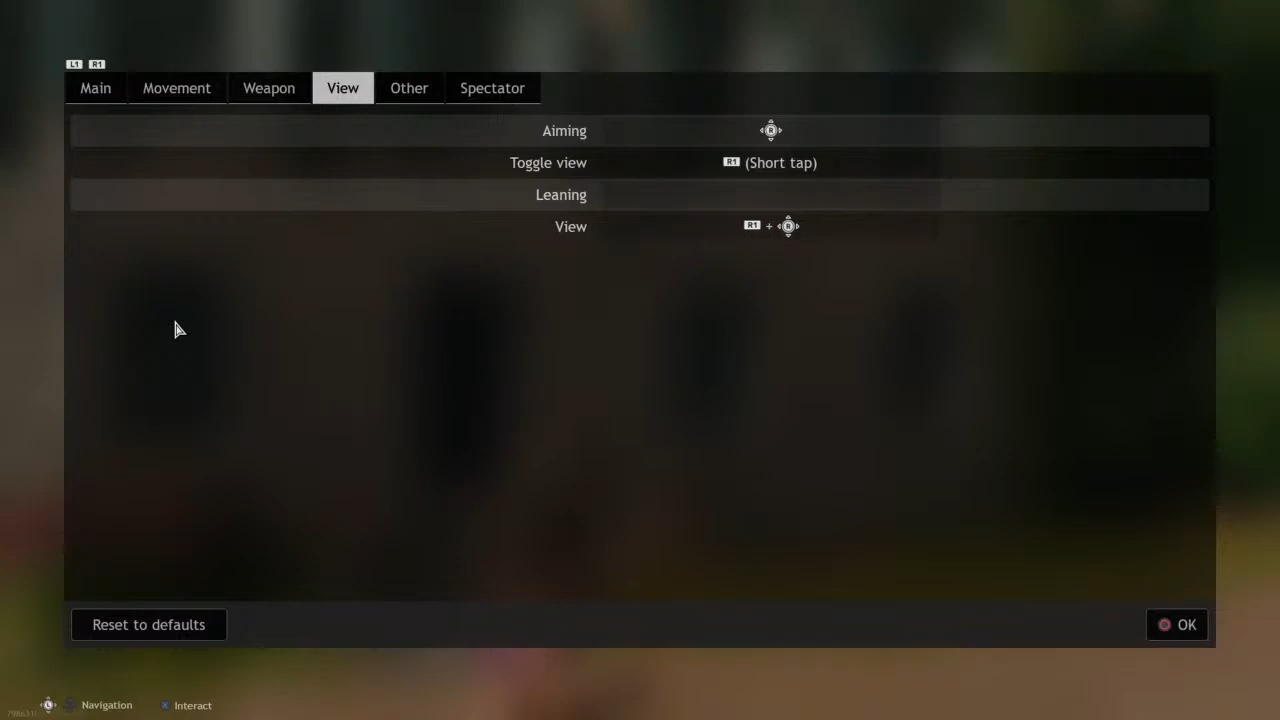 L1 R1
Main Movement Weapon View Other Spectator
Aiming R
Toggle view R1 (Short tap)
Leaning
View R1 + R
Reset to defaults OK
L Navigation Interact